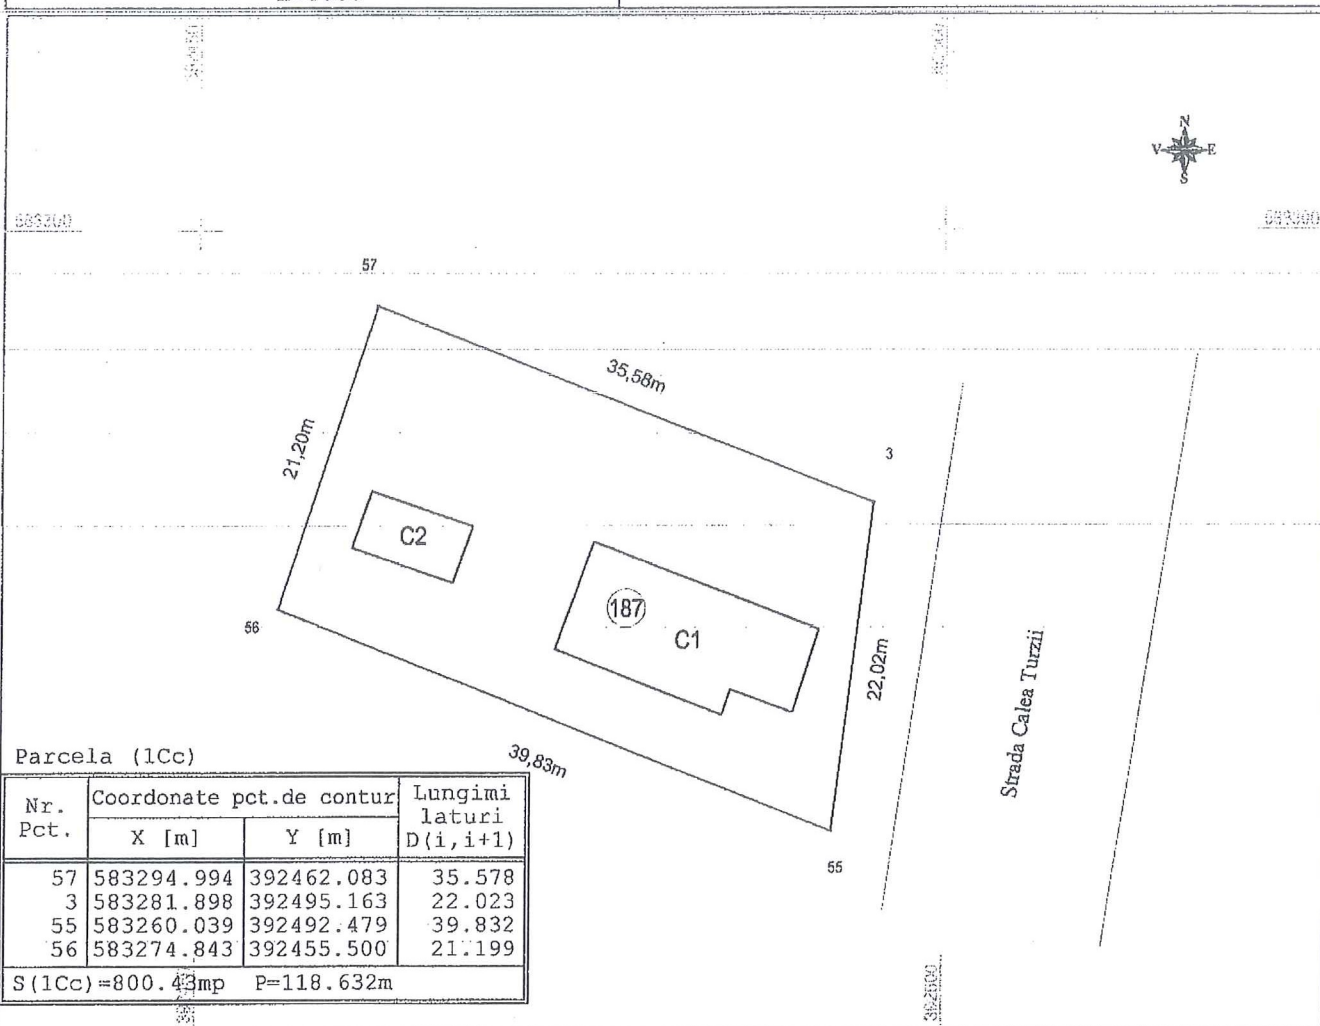 N
V E
S
583300
583300
57
35,58m
3
21,20m
C2
187
C1
56
22,02m
Strada Calea Turzii
39,83m
55
Parcela (1Cc)
Nr. Pct. Coordonate pct.de contur Lungimi laturi D(i,i+1)
X [m] Y [m]
57 583294.994 392462.083 35.578
3 583281.898 392495.163 22.023
55 583260.039 392492.479 39.832
56 583274.843 392455.500 21.199
S(1Cc)=800.43mp P=118.632m
392500